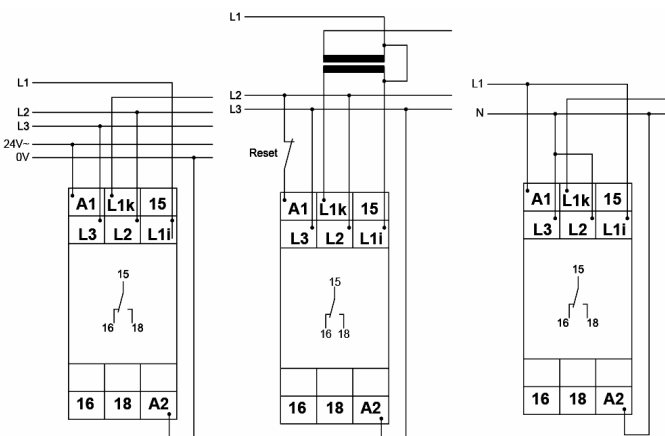 L1
L2
L3
24V~
0V
A1 L1k 15
L3 L2 L1i
15
16 18
16 18 A2
L1
L2
L3
Reset
A1 L1k 15
L3 L2 L1i
15
16 18
16 18 A2
L1
N
A1 L1k 15
L3 L2 L1i
15
16 18
16 18 A2